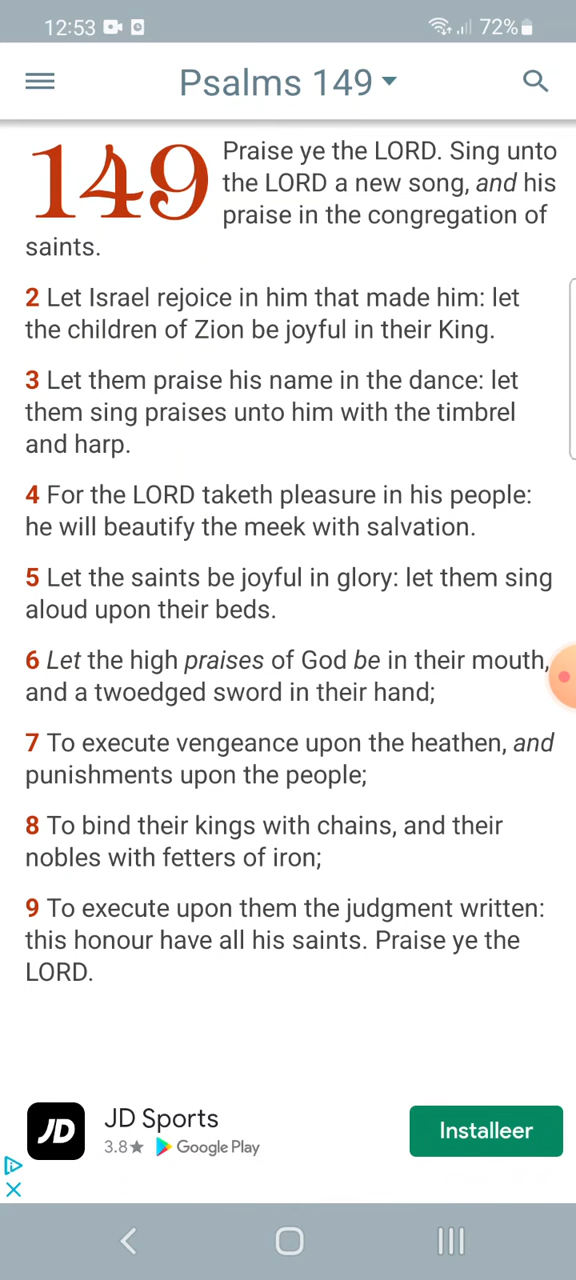 12:53
72%
Psalms 149
149
Praise ye the LORD. Sing unto
the LORD a new song, and his
praise in the congregation of
saints.
2 Let Israel rejoice in him that made him: let
the children of Zion be joyful in their King.
3 Let them praise his name in the dance: let
them sing praises unto him with the timbrel
and harp.
4 For the LORD taketh pleasure in his people:
he will beautify the meek with salvation.
5 Let the saints be joyful in glory: let them sing
aloud upon their beds.
6 Let the high praises of God be in their mouth,
and a twoedged sword in their hand;
7 To execute vengeance upon the heathen, and
punishments upon the people;
8 To bind their kings with chains, and their
nobles with fetters of iron;
9 To execute upon them the judgment written:
this honour have all his saints. Praise ye the
LORD.
JD
JD Sports
3.8★ Google Play
Installeer